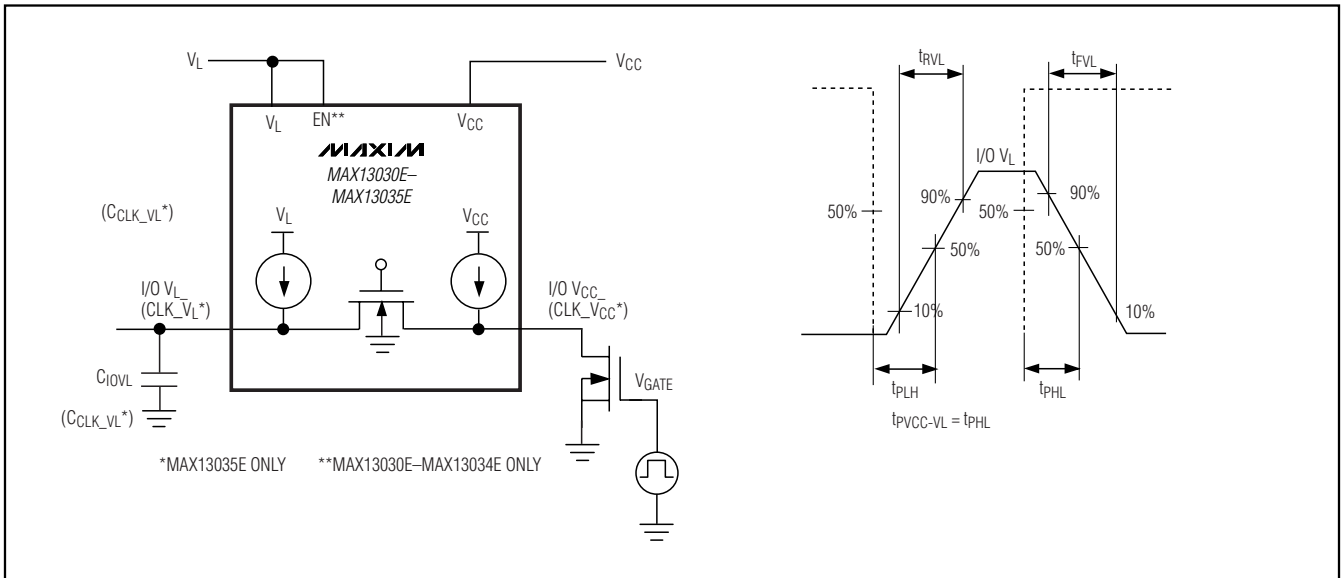 VL
VCC
VL
EN**
VCC
MAXIM
MAX13030E–
MAX13035E
(CCLK_VL*)
VL
VCC
I/O VL_
(CLK_VL*)
I/O VCC_
(CLK_VCC*)
CIOVL
(CCLK_VL*)
VGATE
*MAX13035E ONLY **MAX13030E–MAX13034E ONLY
tRVL
tFVL
I/O VL
90%
90%
50%
50%
50%
50%
10%
10%
tPLH
tPHL
tPVCC-VL = tPHL